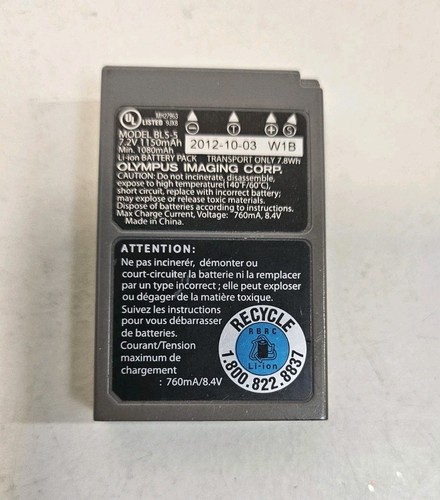 UL MH27963
LISTED 9JX8
- T + S
MODEL BLS-5
7.2V 1150mAh
2012-10-03 W1B
Min. 1080mAh
Li-ion BATTERY PACK TRANSPORT ONLY 7.8Wh
OLYMPUS IMAGING CORP.
CAUTION: Do not incinerate, disassemble,
expose to high temperature(140°F/60°C),
short circuit, replace with incorrect battery;
may explose or release toxic materials.
Dispose of batteries according to instructions.
Max Charge Current, Voltage: 760mA, 8.4V
Made in China.
ATTENTION:
Ne pas incinerér, démonter ou
court-circuiter la batterie ni la remplacer
par un type incorrect ; elle peut exploser
ou dégager de la matière toxique.
Suivez les instructions
pour vous débarrasser
de batteries.
Courant/Tension
maximum de
chargement
: 760mA/8.4V
RECYCLE
RBRC
Li-ion
1.800.822.8837